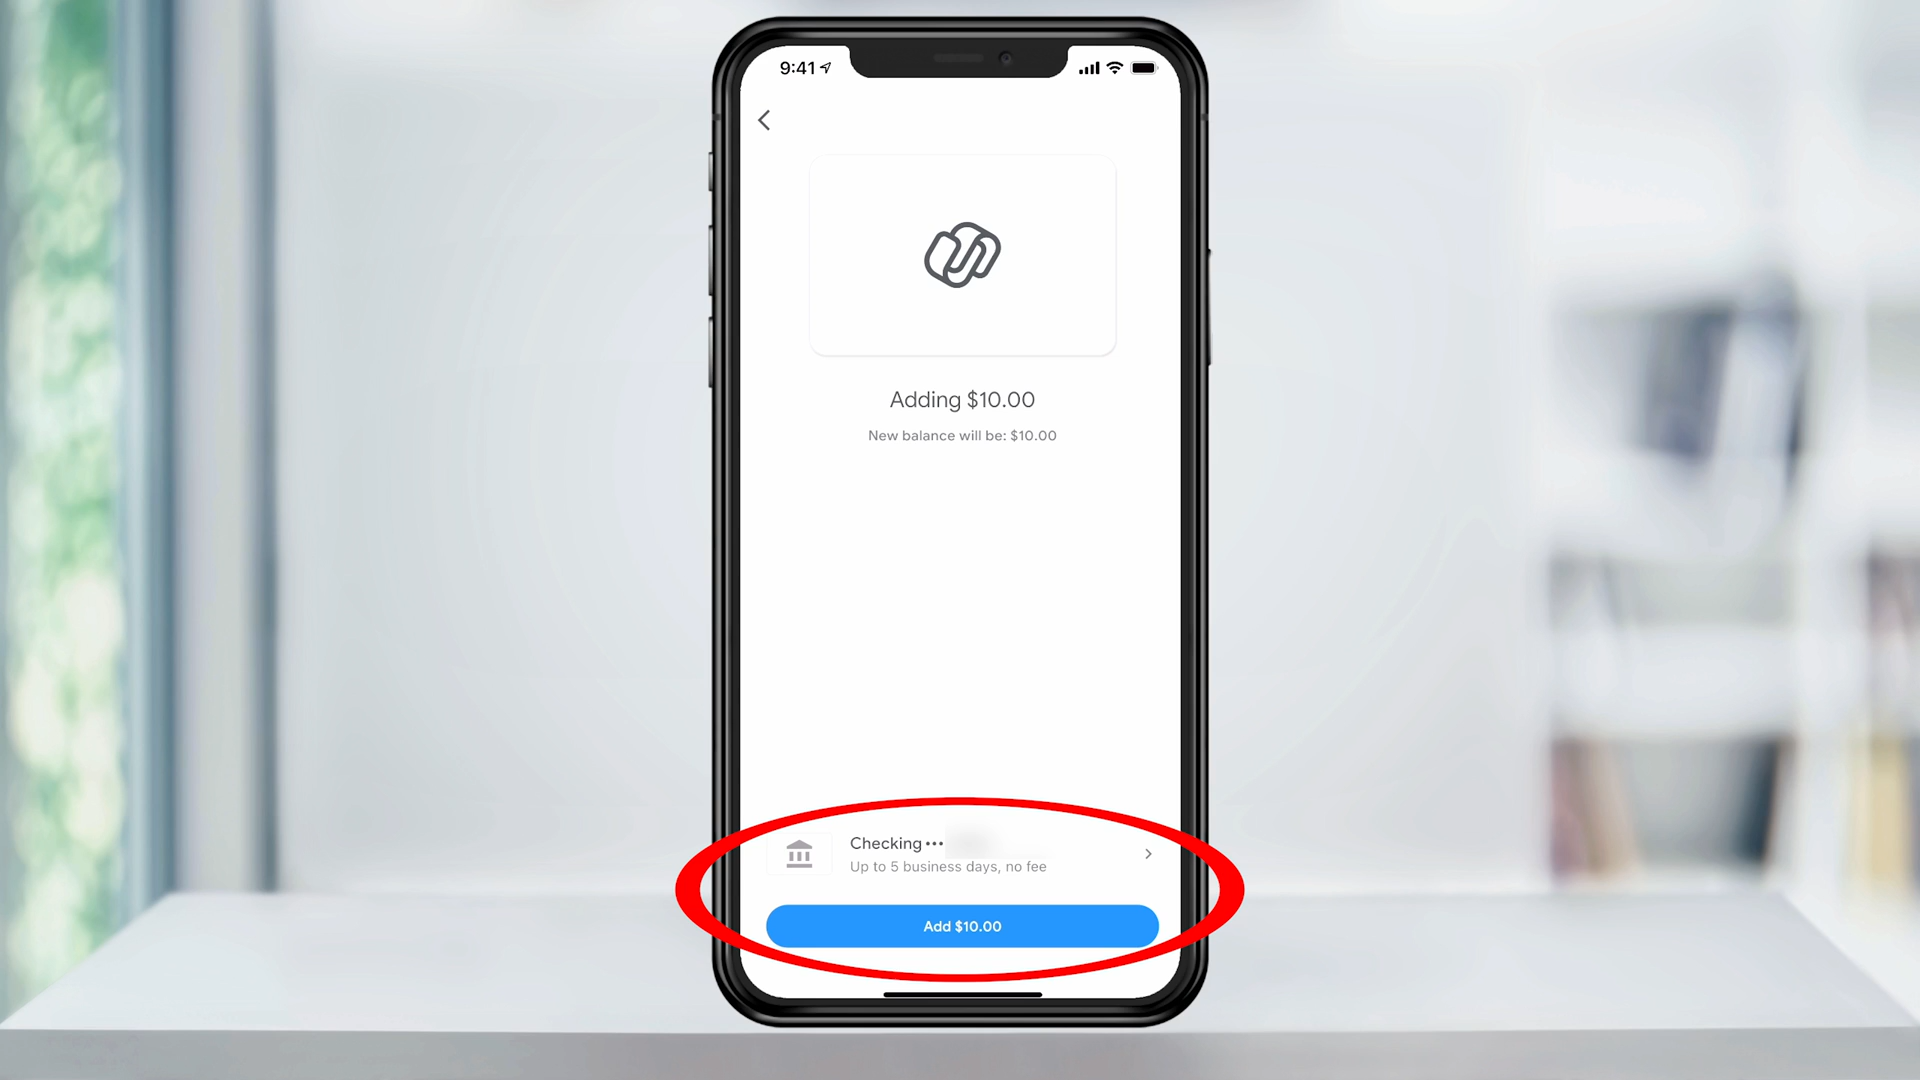 9:41
Adding $10.00
New balance will be: $10.00
Checking •••
Up to 5 business days, no fee
Add $10.00